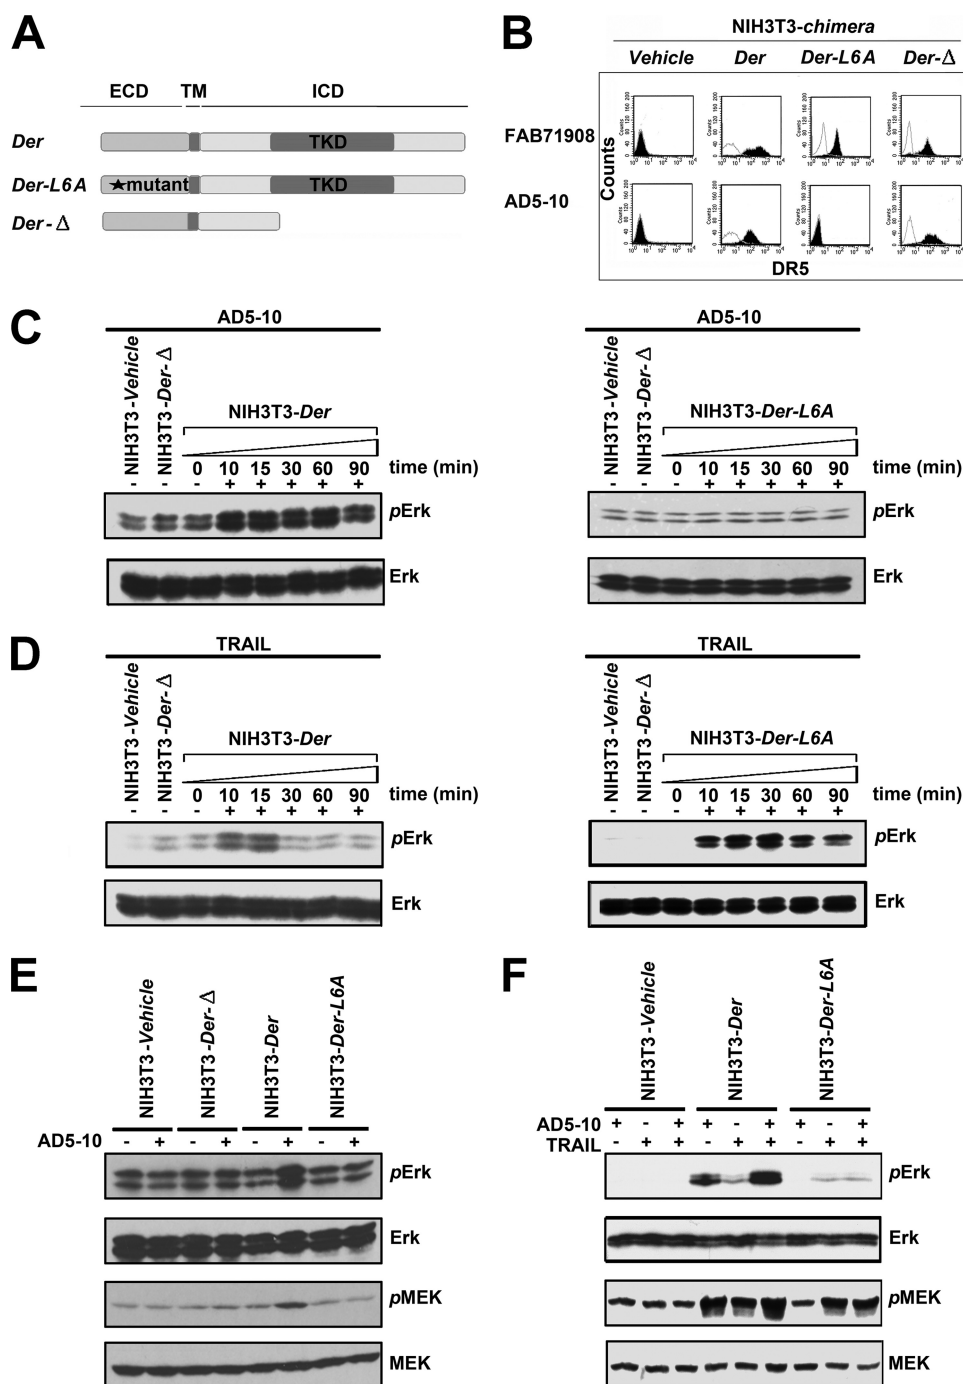 A
ECD TM ICD
Der TKD
Der-L6A ★mutant TKD
Der - Δ
B
NIH3T3-chimera
Vehicle Der Der-L6A Der-Δ
FAB71908
AD5-10
Counts
DR5
C
AD5-10
NIH3T3-Vehicle
NIH3T3-Der-Δ
NIH3T3-Der
0 10 15 30 60 90 time (min)
- - - + + + + +
pErk
Erk
AD5-10
NIH3T3-Vehicle
NIH3T3-Der-Δ
NIH3T3-Der-L6A
0 10 15 30 60 90 time (min)
- - - + + + + +
pErk
Erk
D
TRAIL
NIH3T3-Vehicle
NIH3T3-Der-Δ
NIH3T3-Der
0 10 15 30 60 90 time (min)
- - - + + + + +
pErk
Erk
TRAIL
NIH3T3-Vehicle
NIH3T3-Der-Δ
NIH3T3-Der-L6A
0 10 15 30 60 90 time (min)
- - - + + + + +
pErk
Erk
E
NIH3T3-Vehicle
NIH3T3-Der-Δ
NIH3T3-Der
NIH3T3-Der-L6A
AD5-10 - + - + - + - +
pErk
Erk
pMEK
MEK
F
NIH3T3-Vehicle
NIH3T3-Der
NIH3T3-Der-L6A
AD5-10 + - + + - + + - +
TRAIL - + + - + + - + +
pErk
Erk
pMEK
MEK